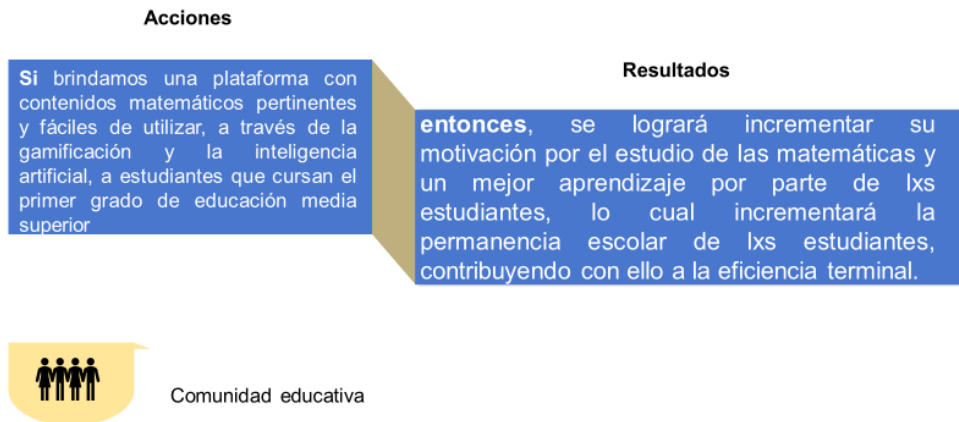 Acciones
Si brindamos una plataforma con
contenidos matemáticos pertinentes
y fáciles de utilizar, a través de la
gamificación y la inteligencia
artificial, a estudiantes que cursan el
primer grado de educación media
superior
Resultados
entonces, se logrará incrementar su
motivación por el estudio de las matemáticas y
un mejor aprendizaje por parte de lxs
estudiantes, lo cual incrementará la
permanencia escolar de lxs estudiantes,
contribuyendo con ello a la eficiencia terminal.
Comunidad educativa